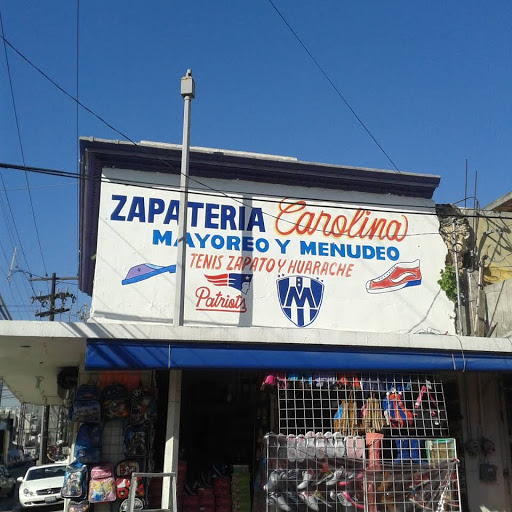 ZAPATERIA Carolina
MAYOREO Y MENUDEO
TENIS ZAPATO Y HUARACHE
Patriots
M